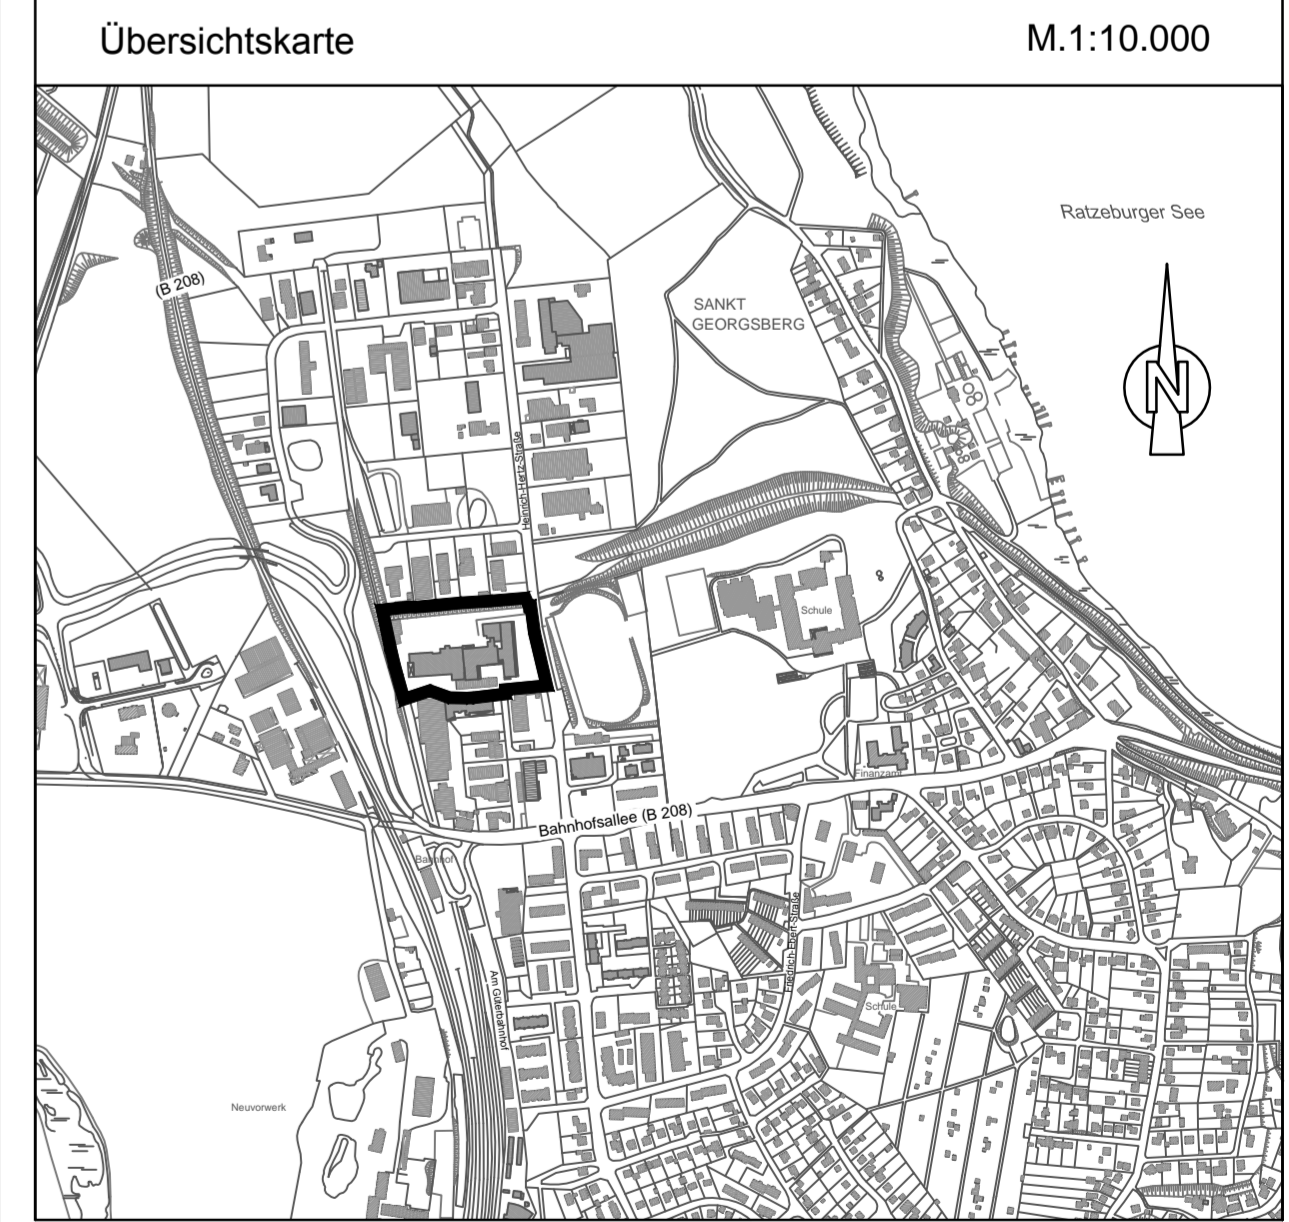 Übersichtskarte
M.1:10.000
Ratzeburger See
(B 208)
SANKT
GEORGSBERG
N
Heinrich-Hertz-Straße
Schule
Finanzamt
Bahnhofsallee (B 208)
Bahnhof
Friedrich-Ebert-Straße
Am Güterbahnhof
Schule
Neuvorwerk